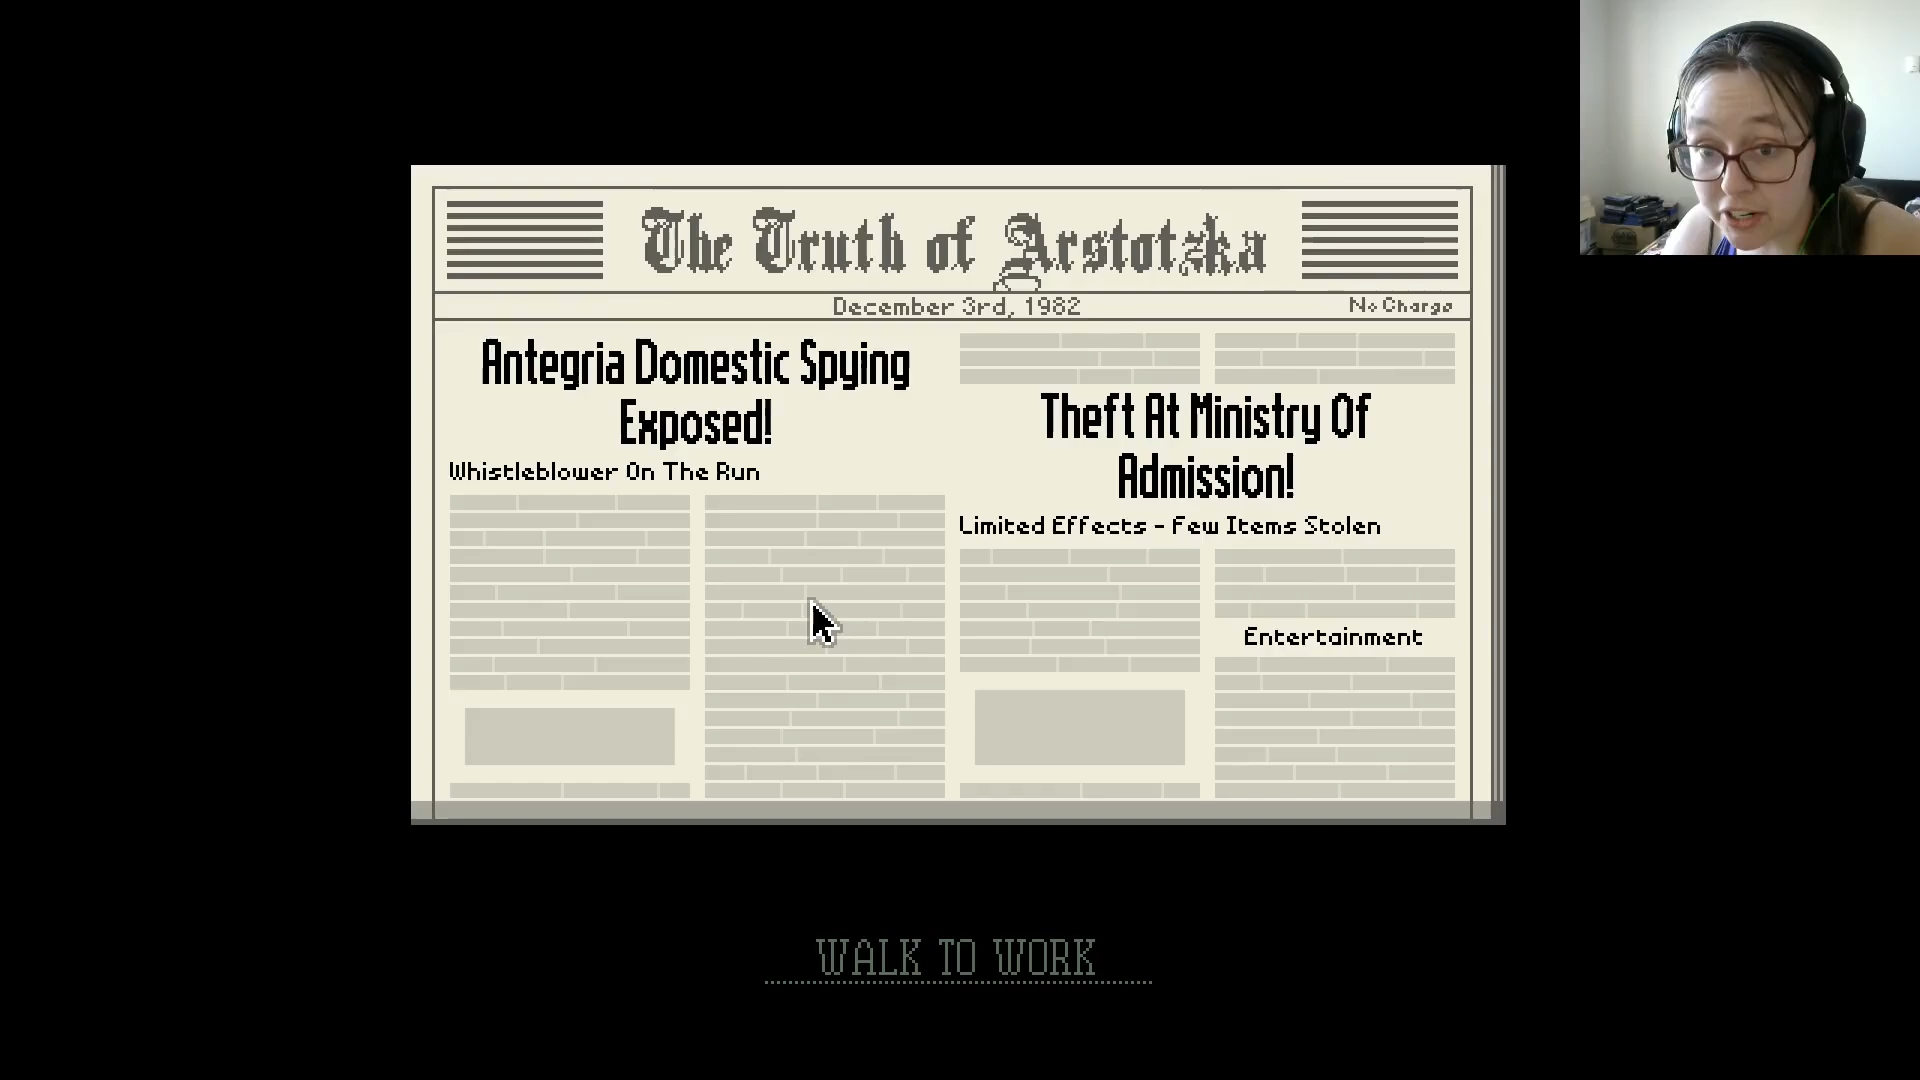 The Truth of Arstotzka
December 3rd, 1982
No Charge
Antegria Domestic Spying
Exposed!
Whistleblower On The Run
Theft At Ministry Of
Admission!
Limited Effects - Few Items Stolen
Entertainment
WALK TO WORK